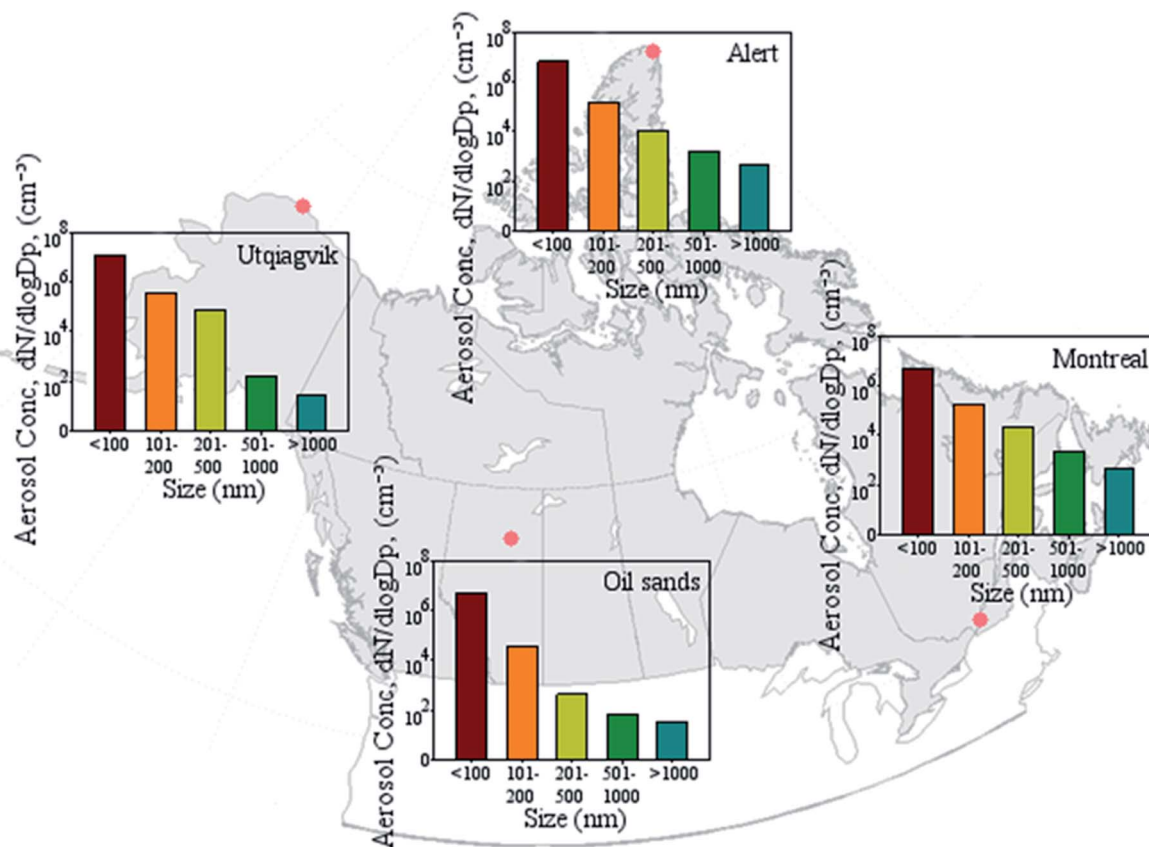 Aerosol Conc, dN/dlogDp, (cm⁻³)
10⁸
10⁶
10⁴
10²
0
Alert
<100 101-200 201-500 501-1000 >1000
Size (nm)
Aerosol Conc, dN/dlogDp, (cm⁻³)
10⁸
10⁶
10⁴
10²
0
Utqiagvik
<100 101-200 201-500 501-1000 >1000
Size (nm)
Aerosol Conc, dN/dlogDp, (cm⁻³)
10⁸
10⁶
10⁴
10²
0
Montreal
<100 101-200 201-500 501-1000 >1000
Size (nm)
Aerosol Conc, dN/dlogDp, (cm⁻³)
10⁸
10⁶
10⁴
10²
0
Oil sands
<100 101-200 201-500 501-1000 >1000
Size (nm)